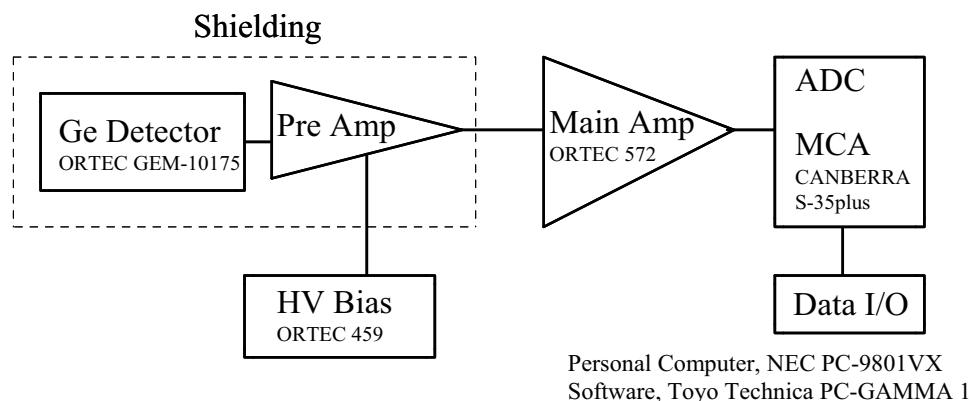 Shielding
Ge Detector
ORTEC GEM-10175
Pre Amp
Main Amp
ORTEC 572
ADC
MCA
CANBERRA
S-35plus
HV Bias
ORTEC 459
Data I/O
Personal Computer, NEC PC-9801VX
Software, Toyo Technica PC-GAMMA 1